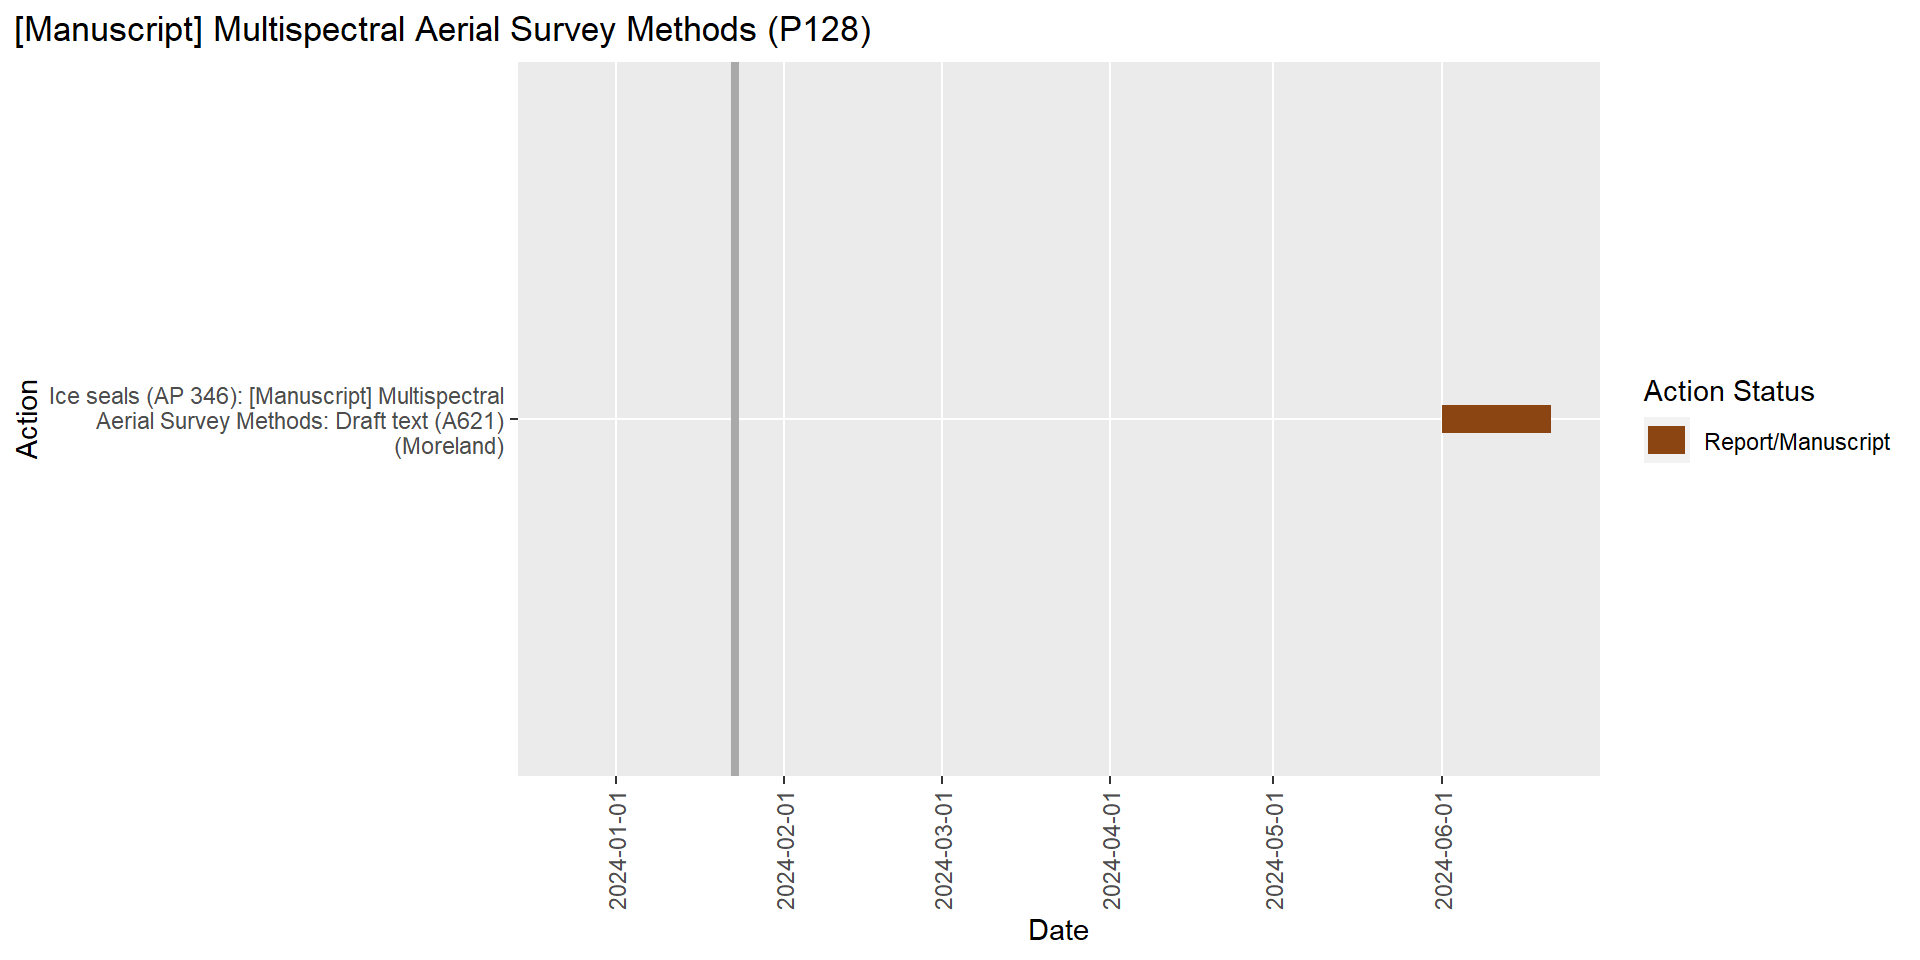 [Manuscript] Multispectral Aerial Survey Methods (P128)
Action
Ice seals (AP 346): [Manuscript] Multispectral
Aerial Survey Methods: Draft text (A621)
(Moreland)
Action Status
Report/Manuscript
2024-01-01
2024-02-01
2024-03-01
2024-04-01
2024-05-01
2024-06-01
Date